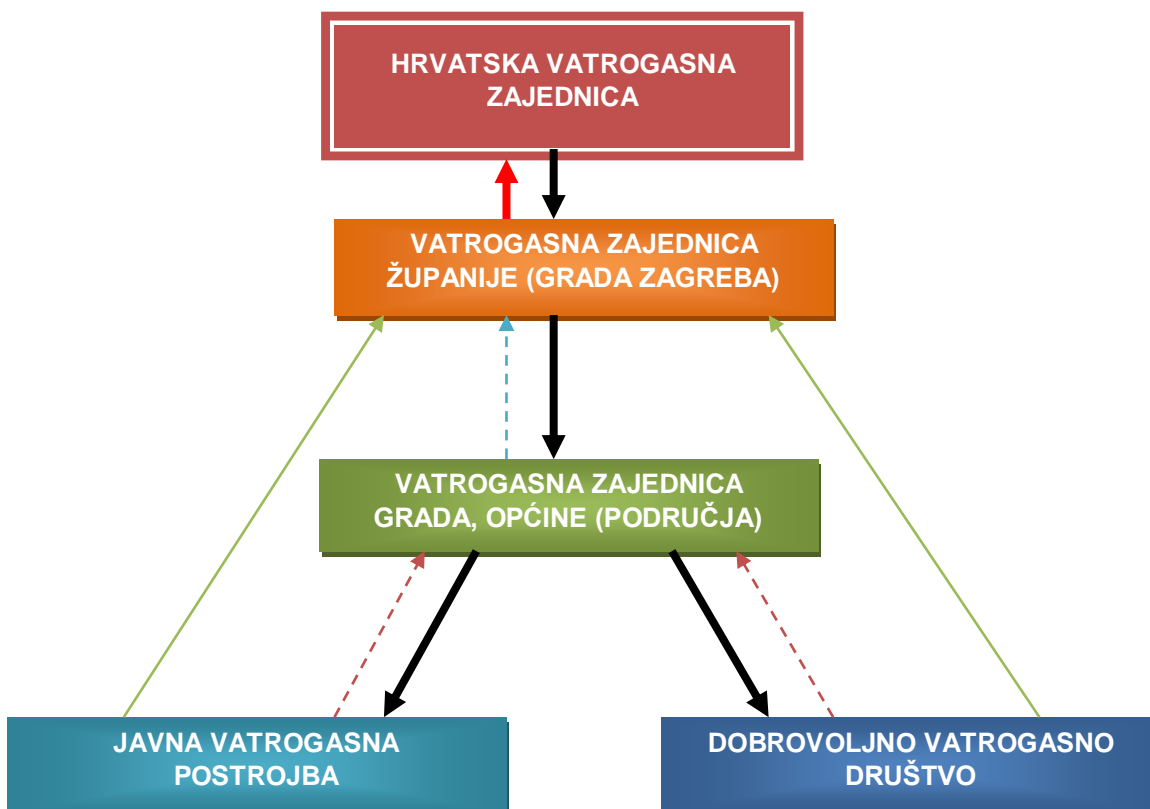 HRVATSKA VATROGASNA
ZAJEDNICA
VATROGASNA ZAJEDNICA
ŽUPANIJE (GRADA ZAGREBA)
VATROGASNA ZAJEDNICA
GRADA, OPĆINE (PODRUČJA)
JAVNA VATROGASNA
POSTROJBA
DOBROVOLJNO VATROGASNO
DRUŠTVO